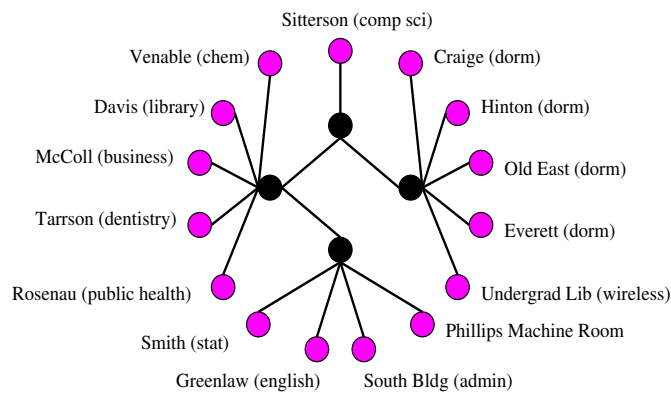 Sitterson (comp sci)
Venable (chem)
Craige (dorm)
Davis (library)
Hinton (dorm)
McColl (business)
Old East (dorm)
Tarrson (dentistry)
Everett (dorm)
Rosenau (public health)
Undergrad Lib (wireless)
Smith (stat)
Phillips Machine Room
Greenlaw (english)
South Bldg (admin)